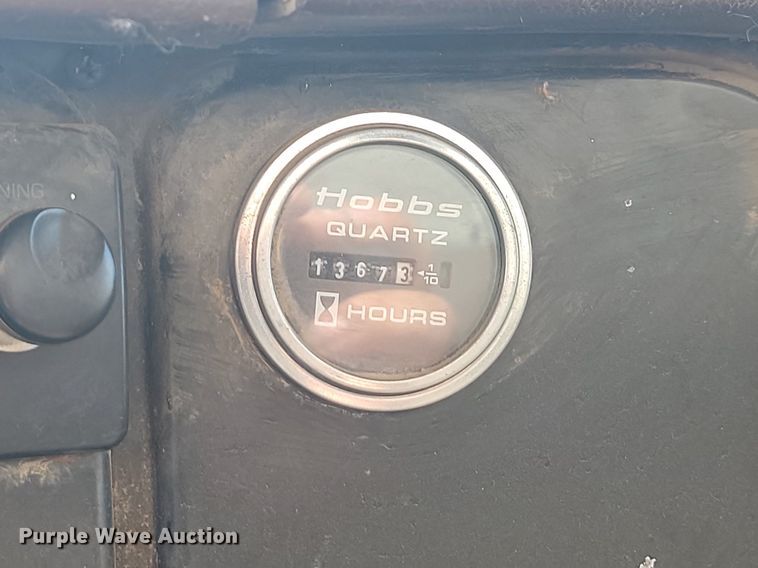 NING
Hobbs
QUARTZ
13673 ◄1/10
HOURS
Purple Wave Auction®